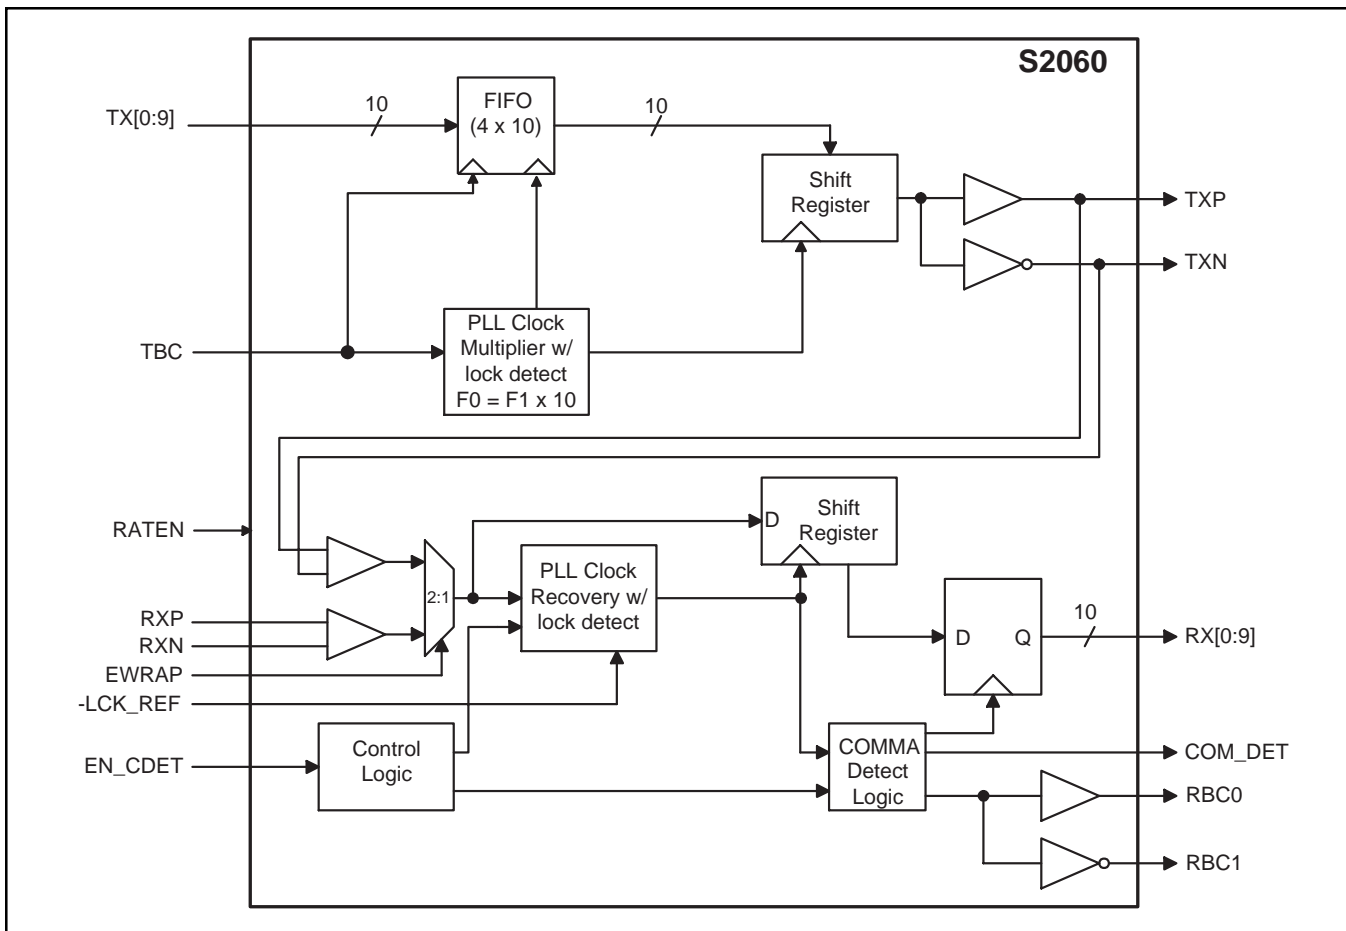 S2060
TX[0:9]
10
FIFO
(4 x 10)
10
Shift
Register
TXP
TXN
TBC
PLL Clock
Multiplier w/
lock detect
F0 = F1 x 10
RATEN
D
Shift
Register
2:1
PLL Clock
Recovery w/
lock detect
RXP
RXN
EWRAP
-LCK_REF
D Q
10
RX[0:9]
EN_CDET
Control
Logic
COMMA
Detect
Logic
COM_DET
RBC0
RBC1